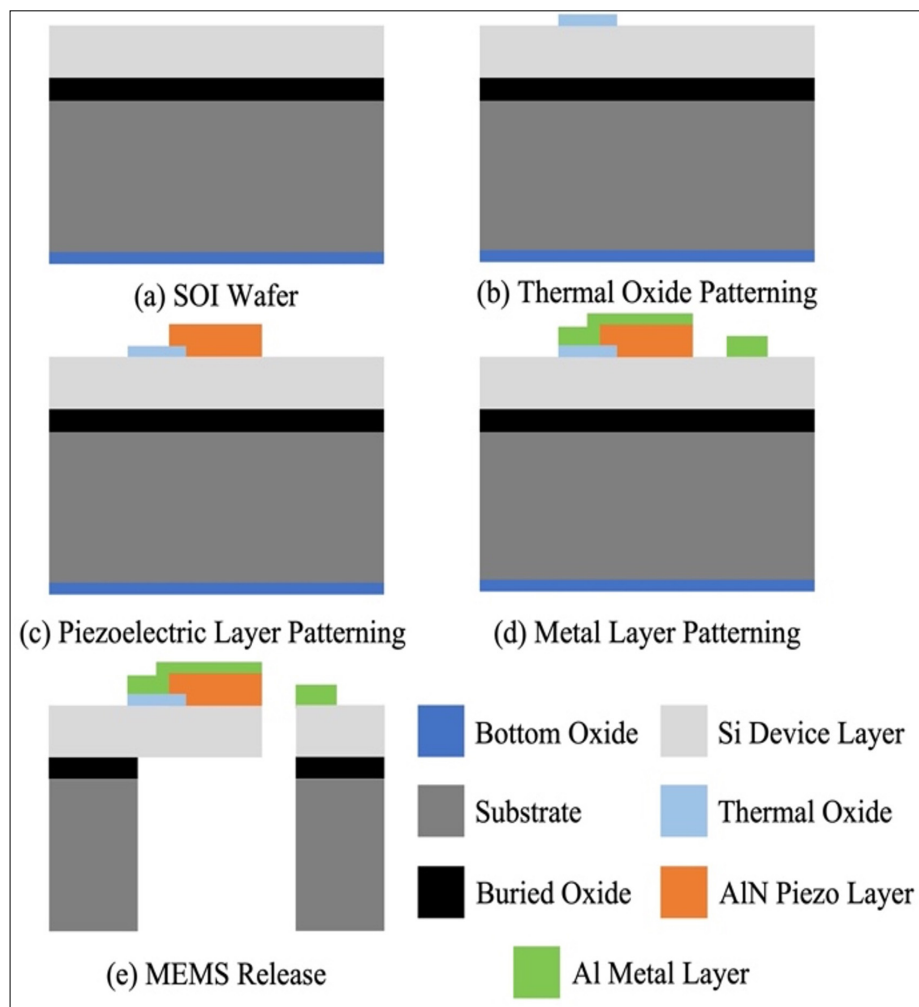 (a) SOI Wafer
(b) Thermal Oxide Patterning
(c) Piezoelectric Layer Patterning
(d) Metal Layer Patterning
(e) MEMS Release
Bottom Oxide
Si Device Layer
Substrate
Thermal Oxide
Buried Oxide
AlN Piezo Layer
Al Metal Layer